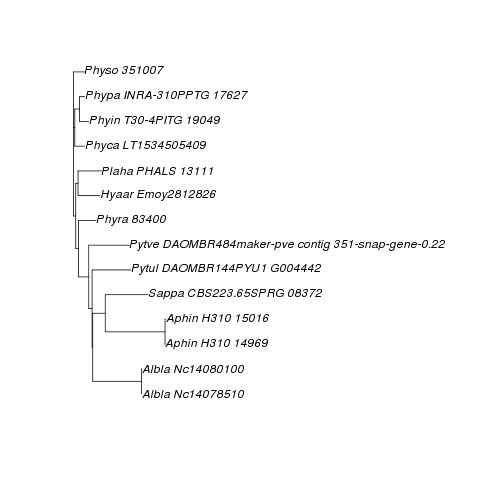 Physo 351007
Phypa INRA-310PPTG 17627
Phyin T30-4PITG 19049
Phyca LT1534505409
Plaha PHALS 13111
Hyaar Emoy2812826
Phyra 83400
Pytve DAOMBR484maker-pve contig 351-snap-gene-0.22
Pytul DAOMBR144PYU1 G004442
Sappa CBS223.65SPRG 08372
Aphin H310 15016
Aphin H310 14969
Albla Nc14080100
Albla Nc14078510